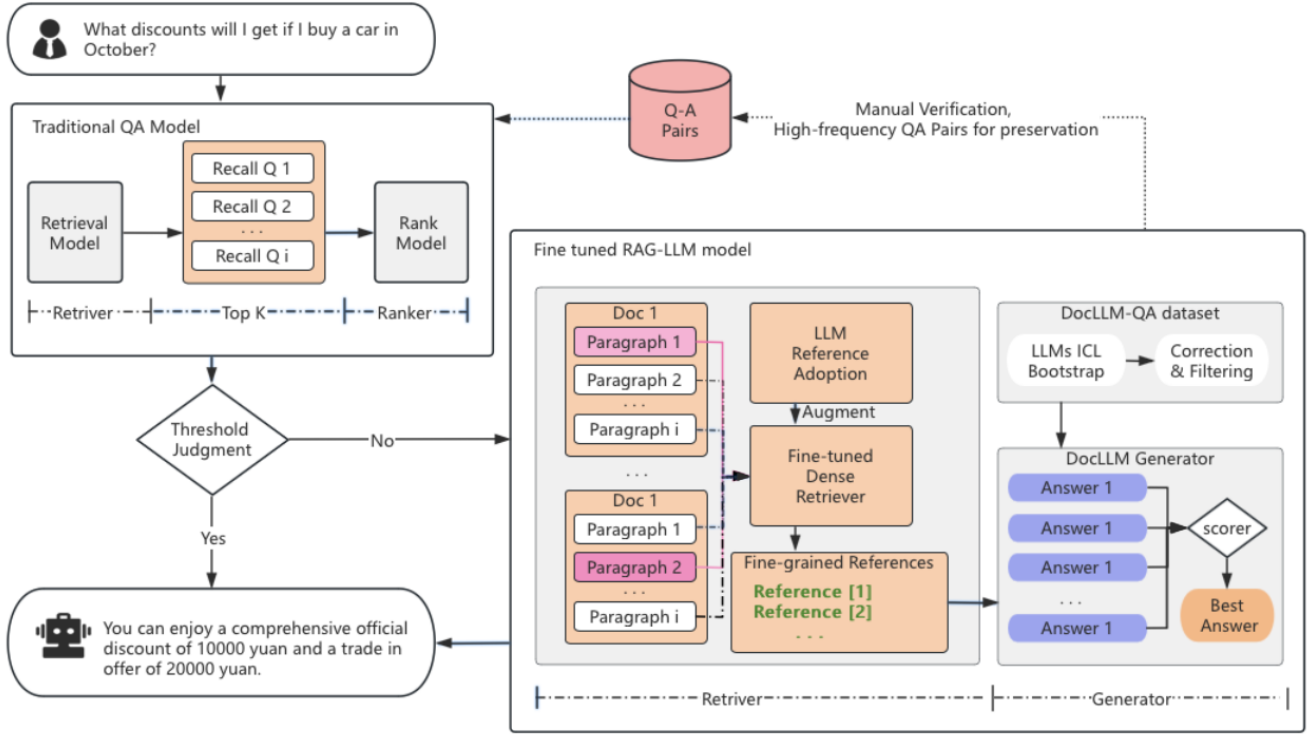 What discounts will I get if I buy a car in
October?
Traditional QA Model
Retrieval
Model
Recall Q 1
Recall Q 2
. . .
Recall Q i
Rank
Model
Retriver
Top K
Ranker
Q-A
Pairs
Manual Verification,
High-frequency QA Pairs for preservation
Threshold
Judgment
No
Yes
You can enjoy a comprehensive official
discount of 10000 yuan and a trade in
offer of 20000 yuan.
Fine tuned RAG-LLM model
Doc 1
Paragraph 1
Paragraph 2
. . .
Paragraph i
. . .
Doc 1
Paragraph 1
Paragraph 2
. . .
Paragraph i
LLM
Reference
Adoption
Augment
Fine-tuned
Dense
Retriever
Fine-grained References
Reference [1]
Reference [2]
. . .
Retriver
DocLLM-QA dataset
LLMs ICL
Bootstrap
Correction
& Filtering
DocLLM Generator
Answer 1
Answer 1
Answer 1
. . .
Answer 1
scorer
Best
Answer
Generator